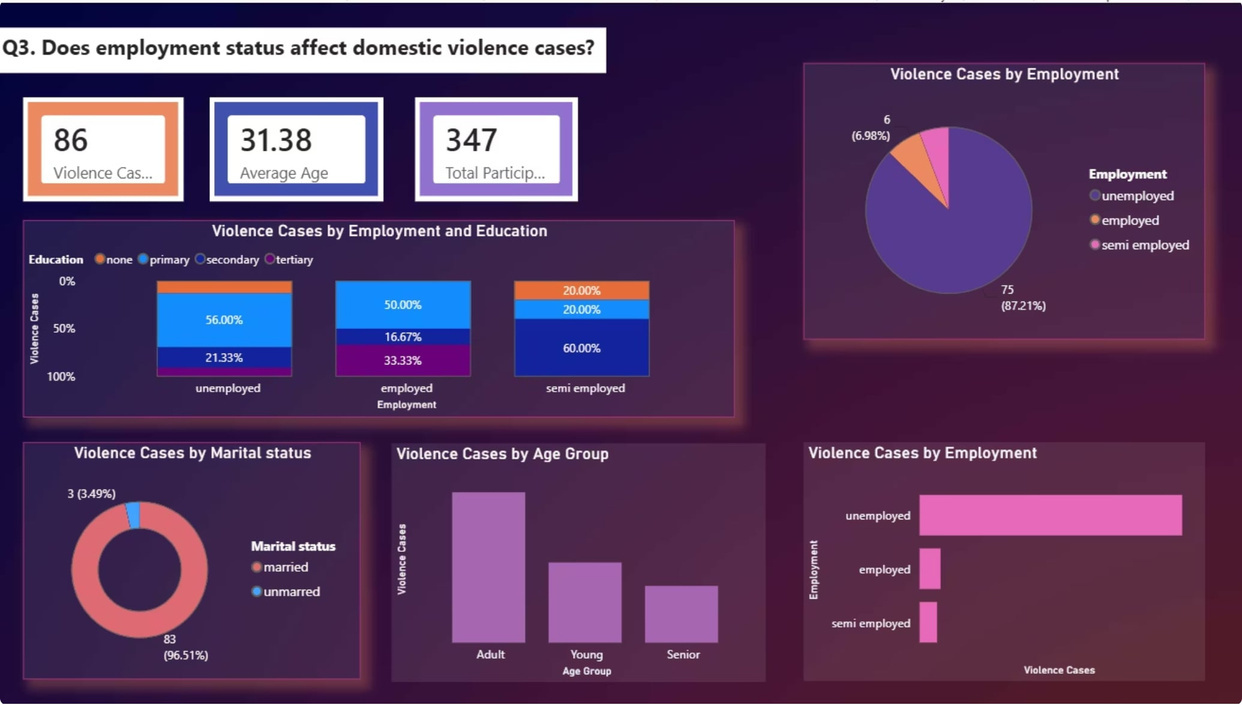 Q3. Does employment status affect domestic violence cases?
86
Violence Cas...
31.38
Average Age
347
Total Particip...
Violence Cases by Employment
6
(6.98%)
75
(87.21%)
Employment
unemployed
employed
semi employed
Violence Cases by Employment and Education
Education none primary secondary tertiary
Violence Cases
0%
50%
100%
56.00%
21.33%
50.00%
16.67%
33.33%
20.00%
20.00%
60.00%
unemployed employed semi employed
Employment
Violence Cases by Marital status
3 (3.49%)
83
(96.51%)
Marital status
married
unmarred
Violence Cases by Age Group
Violence Cases
Adult Young Senior
Age Group
Violence Cases by Employment
Employment
unemployed
employed
semi employed
Violence Cases